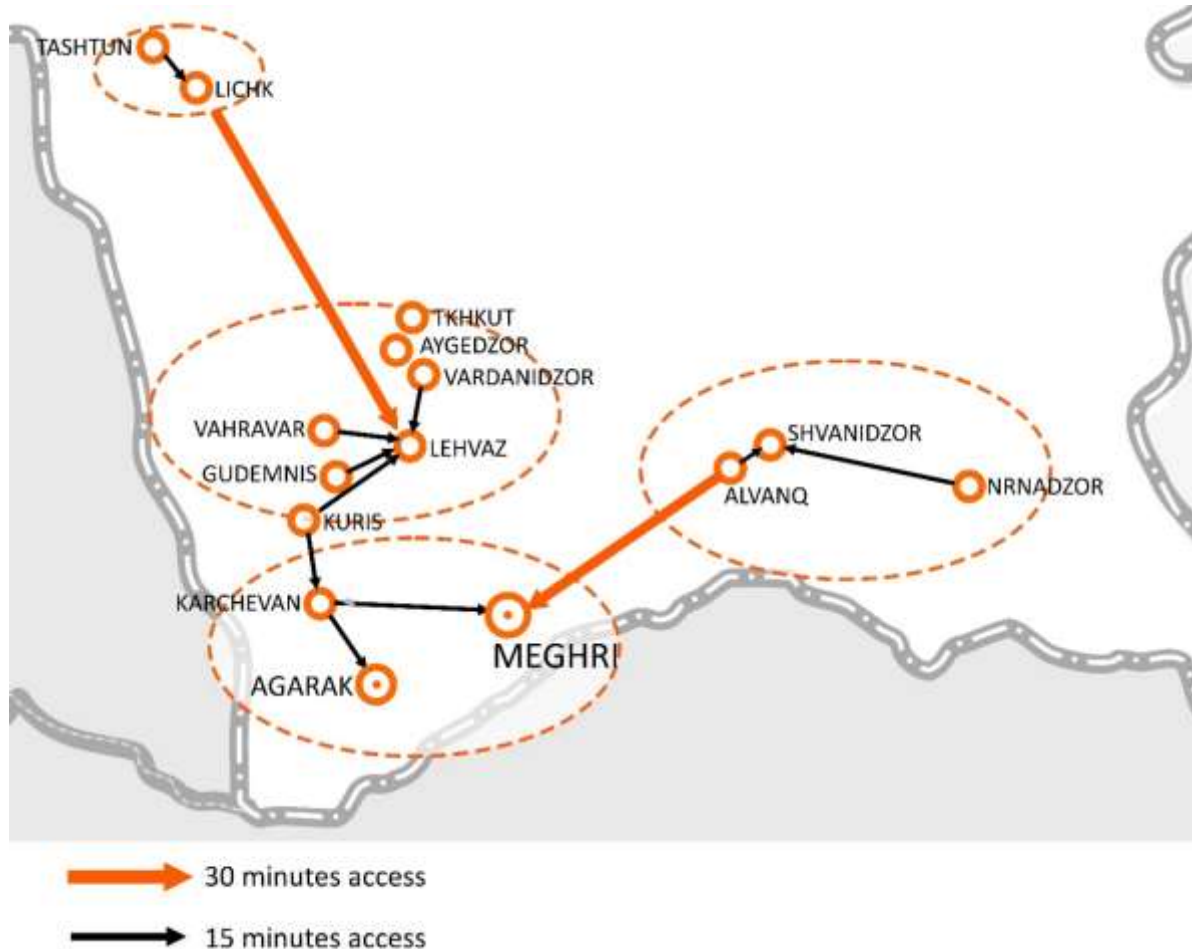 TASHTUN
LICHK
TKHKUT
AYGEDZOR
VARDANIDZOR
VAHRAVAR
LEHVAZ
SHVANIDZOR
GUDEMNIS
ALVANQ
NRNADZOR
KURIS
KARCHEVAN
MEGHRI
AGARAK
30 minutes access
15 minutes access